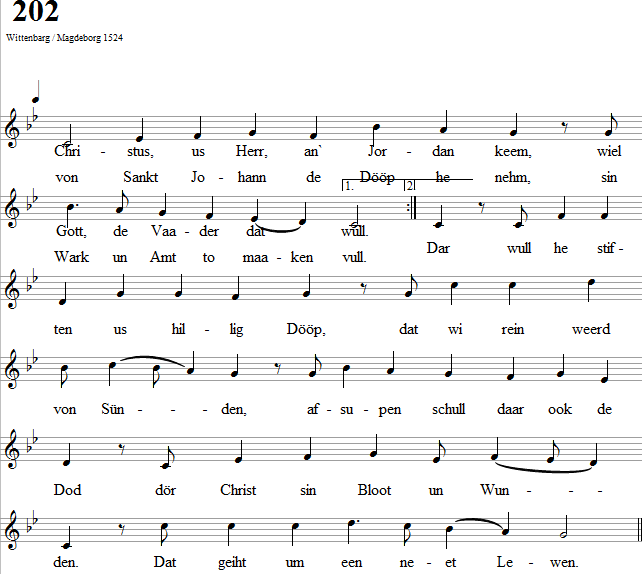 202
Wittenbarg / Magdeborg 1524
Chri - stus, us Herr, an` Jor - dan keem, wiel
von Sankt Jo - hann de Dööp he nehm, sin
1. 2
Gott, de Vaa - der dat wull.
Wark un Amt to maa - ken vull.
Dar wull he stif -
ten us hil - lig Dööp, dat wi rein weerd
von Sün - - - den, af - su - pen schull daar ook de
Dod dör Christ sin Bloot un Wun - - -
den. Dat geiht um een ne - et Le - wen.